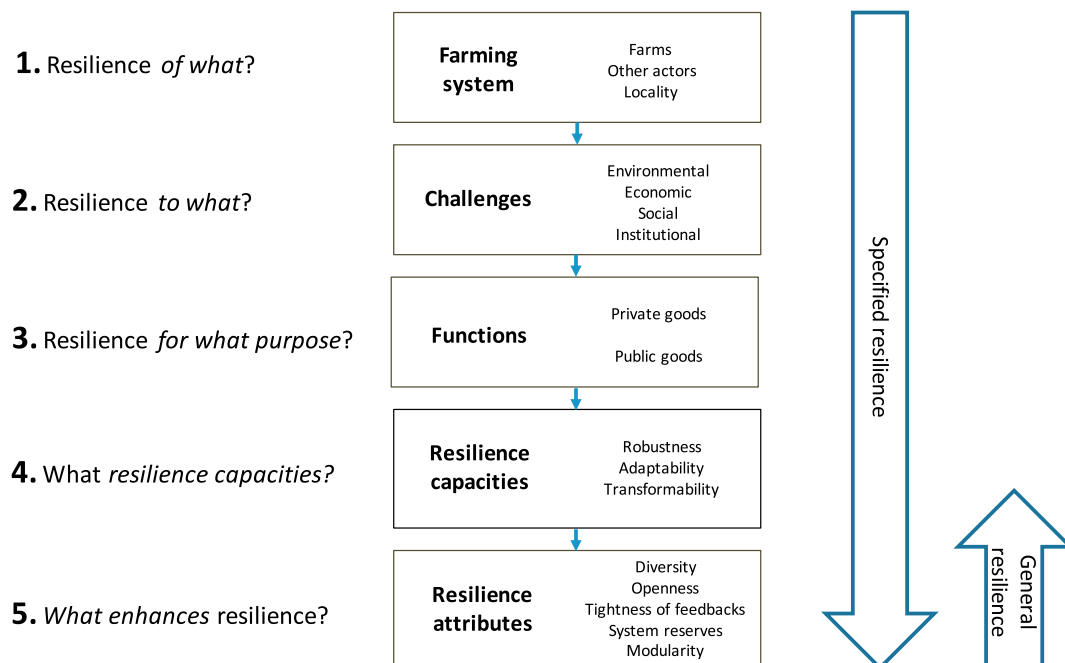 1. Resilience of what?
Farming
system
Farms
Other actors
Locality
2. Resilience to what?
Challenges
Environmental
Economic
Social
Institutional
3. Resilience for what purpose?
Functions
Private goods
Public goods
4. What resilience capacities?
Resilience
capacities
Robustness
Adaptability
Transformability
5. What enhances resilience?
Resilience
attributes
Diversity
Openness
Tightness of feedbacks
System reserves
Modularity
Specified resilience
General
resilience